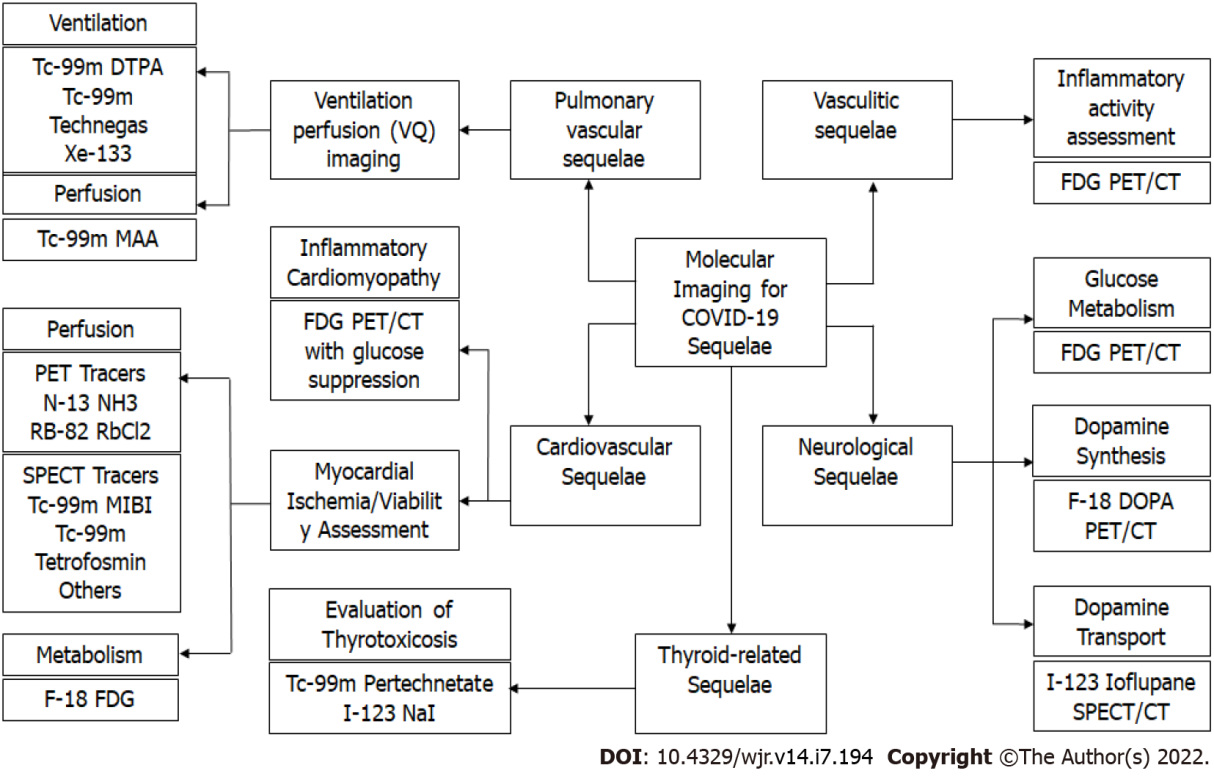 Ventilation
Tc-99m DTPA
Tc-99m
Technegas
Xe-133
Perfusion
Tc-99m MAA
Ventilation
perfusion (VQ)
imaging
Pulmonary
vascular
sequelae
Vasculitic
sequelae
Inflammatory
activity
assessment
FDG PET/CT
Inflammatory
Cardiomyopathy
FDG PET/CT
with glucose
suppression
Molecular
Imaging for
COVID-19
Sequelae
Glucose
Metabolism
FDG PET/CT
Perfusion
PET Tracers
N-13 NH3
RB-82 RbCl2
SPECT Tracers
Tc-99m MIBI
Tc-99m
Tetrofosmin
Others
Metabolism
F-18 FDG
Myocardial
Ischemia/Viabilit
y Assessment
Cardiovascular
Sequelae
Neurological
Sequelae
Dopamine
Synthesis
F-18 DOPA
PET/CT
Dopamine
Transport
I-123 Ioflupane
SPECT/CT
Evaluation of
Thyrotoxicosis
Tc-99m Pertechnetate
I-123 NaI
Thyroid-related
Sequelae
DOI: 10.4329/wjr.v14.i7.194 Copyright ©The Author(s) 2022.